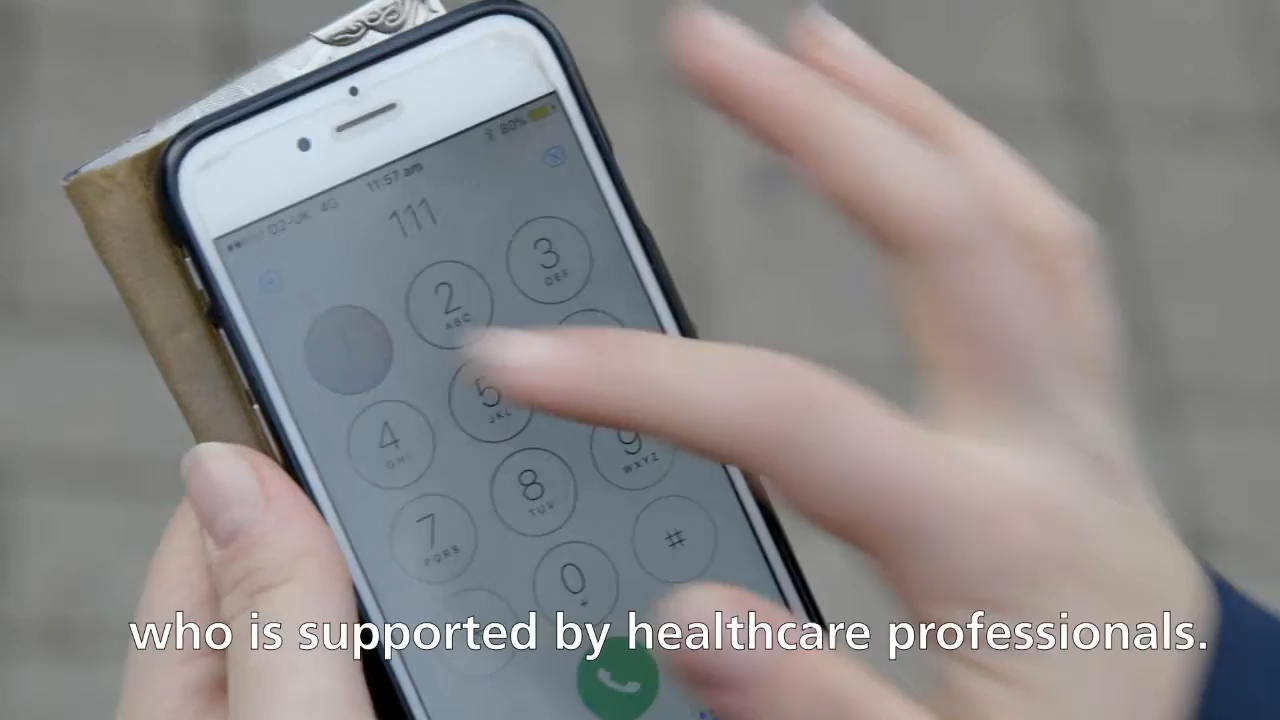 80%
11:57 am
O2-UK 4G
111
3
DEF
2
ABC
5
JKL
4
GHI
9
WXYZ
8
TUV
7
PQRS
#
0
+
who is supported by healthcare professionals.